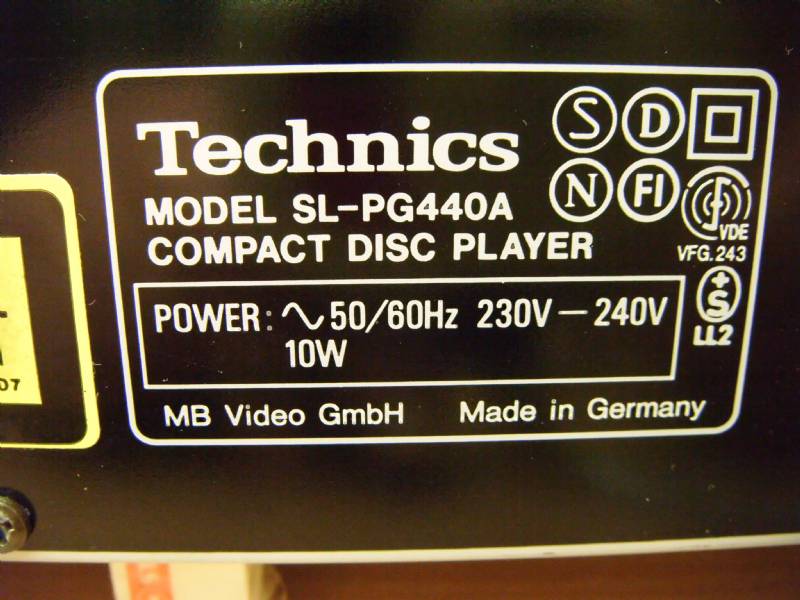 Technics
MODEL SL-PG440A
COMPACT DISC PLAYER
S D
N FI
VDE
VFG.243
+S
LL2
POWER: ∿ 50/60Hz 230V — 240V
10W
MB Video GmbH Made in Germany
07